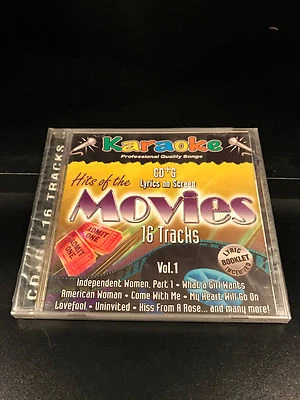 Karaoke
Professional Quality Songs
CD+G
Lyrics on Screen
Hits of the
Movies
16 Tracks
Vol.1
ADMIT ONE
ADMIT ONE
LYRIC
BOOKLET
INCLUDED
Independent Women, Part 1 • What a Girl Wants
American Woman • Come With Me • My Heart Will Go On
Lovefool • Uninvited • Kiss From A Rose... and many more!
16 TRACKS